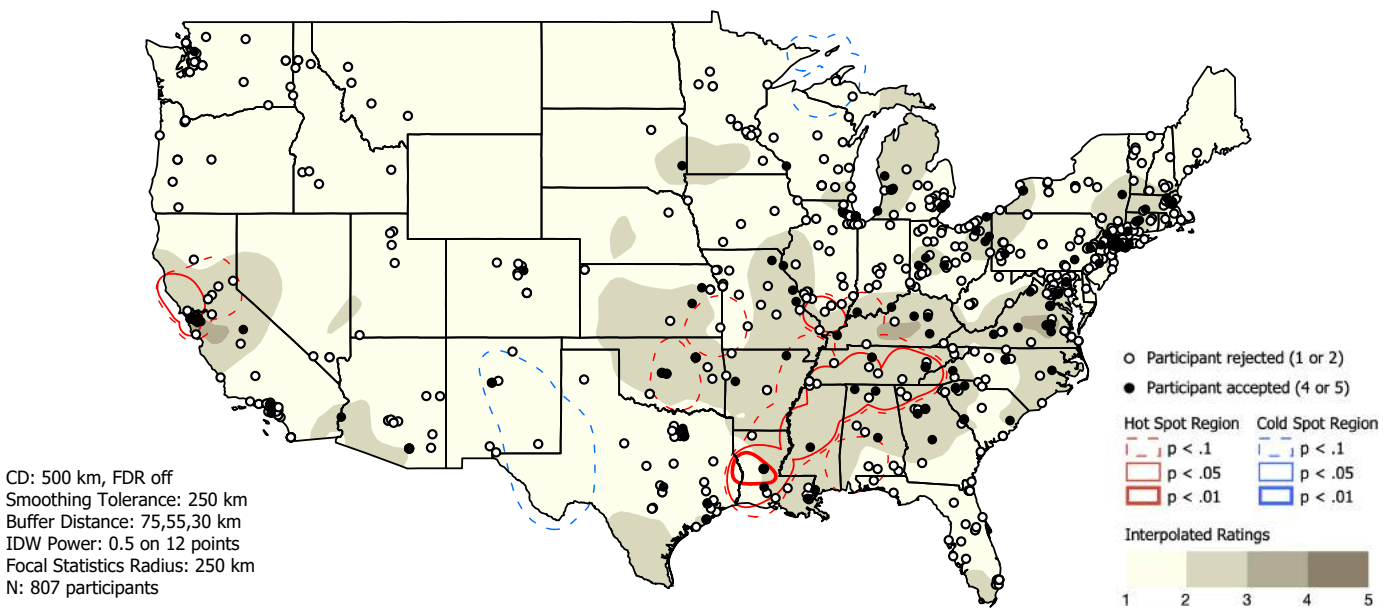 CD: 500 km, FDR off
Smoothing Tolerance: 250 km
Buffer Distance: 75,55,30 km
IDW Power: 0.5 on 12 points
Focal Statistics Radius: 250 km
N: 807 participants
Participant rejected (1 or 2)
Participant accepted (4 or 5)
Hot Spot Region Cold Spot Region
p < .1 p < .1
p < .05 p < .05
p < .01 p < .01
Interpolated Ratings
1 2 3 4 5